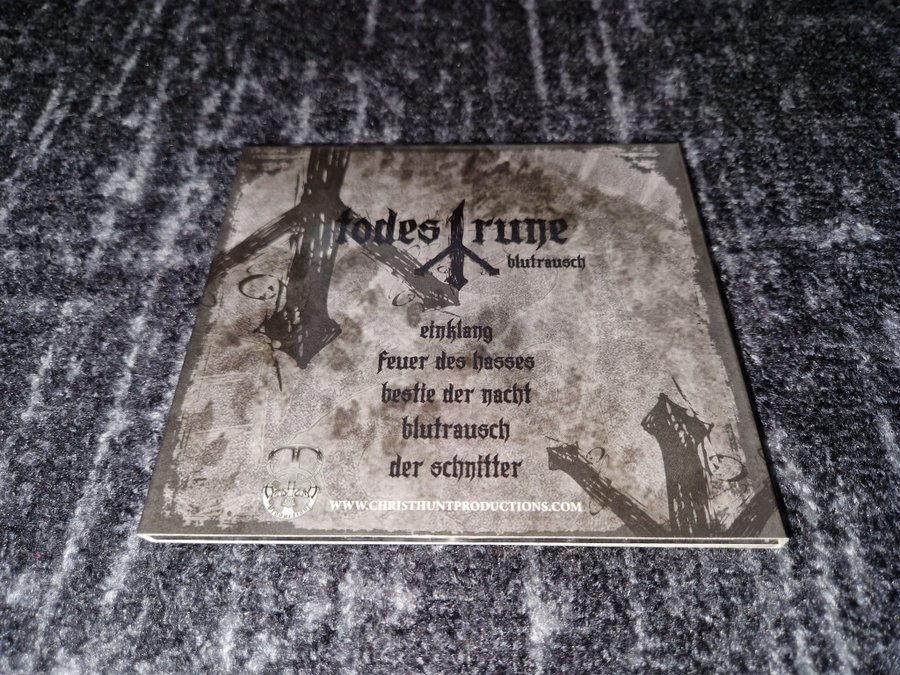 todes rune
blutrausch
einklang
feuer des hasses
bestie der nacht
blutrausch
der schnitter
WWW.CHRISTHUNTPRODUCTIONS.COM